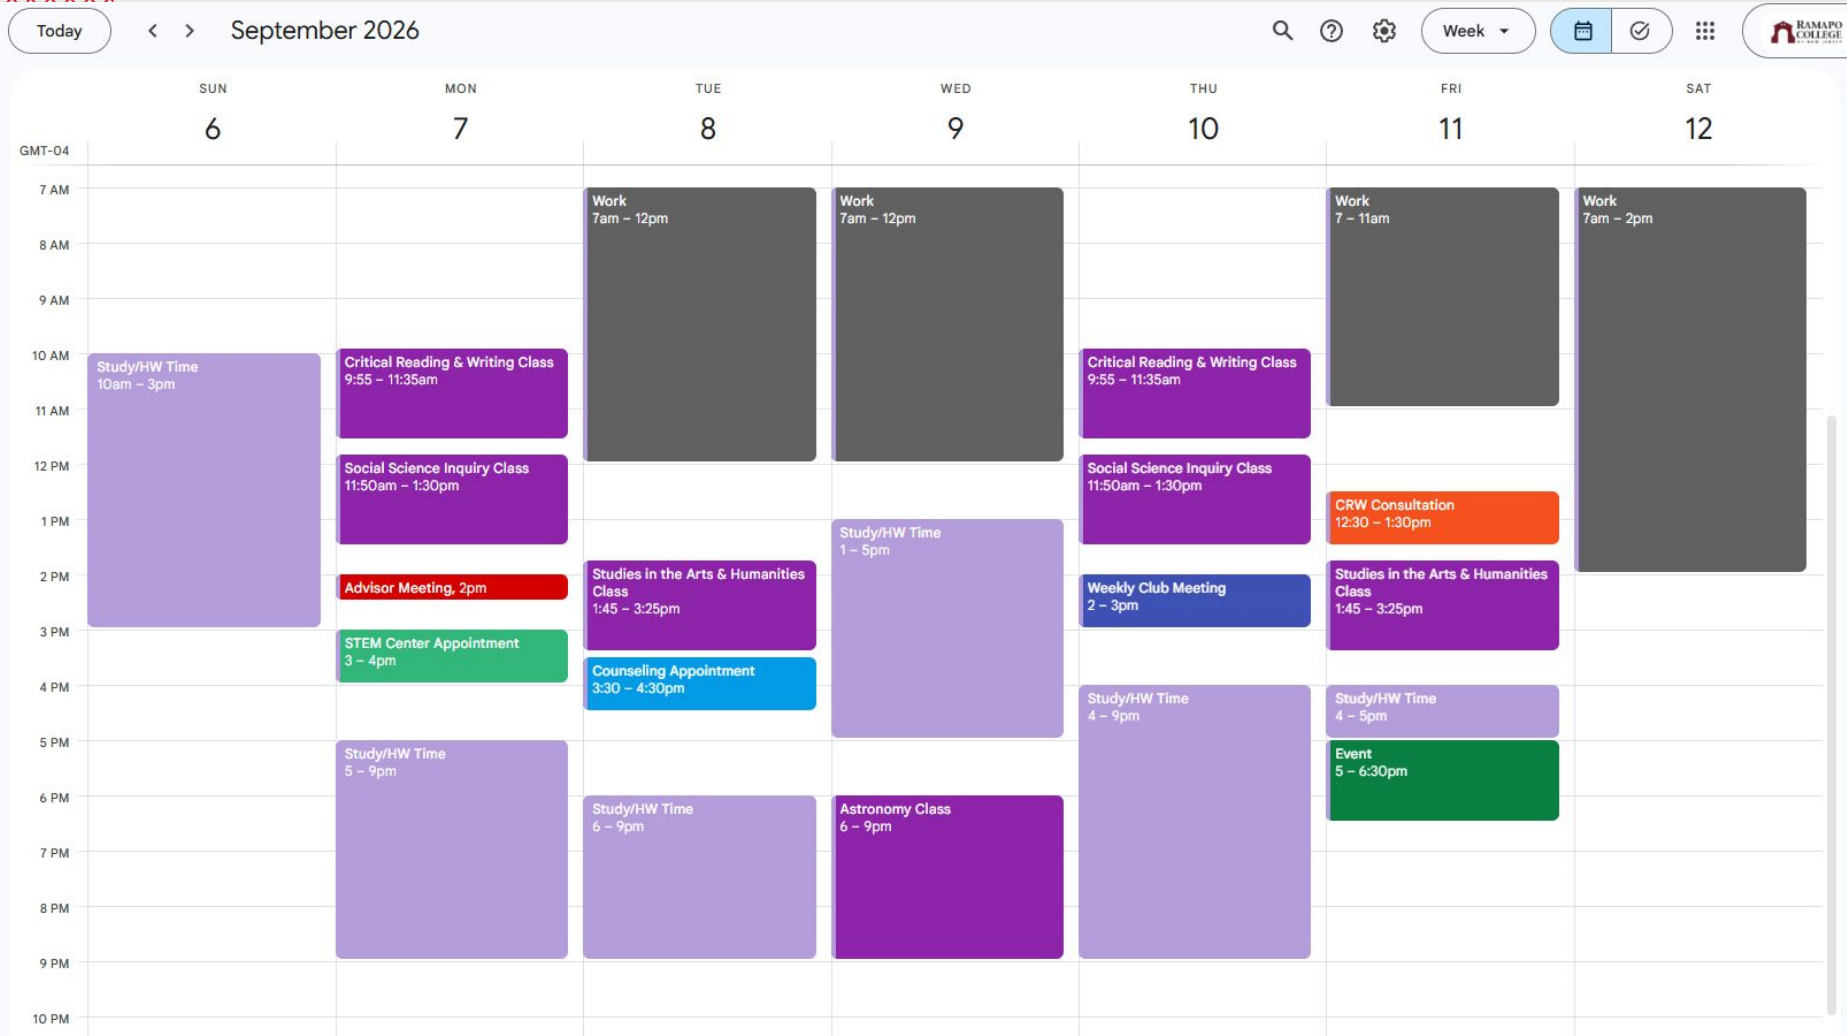 Today
September 2026
Week
RAMAPO
COLLEGE
SUN
MON
TUE
WED
THU
FRI
SAT
6
7
8
9
10
11
12
GMT-04
7 AM
8 AM
9 AM
10 AM
11 AM
12 PM
1 PM
2 PM
3 PM
4 PM
5 PM
6 PM
7 PM
8 PM
9 PM
10 PM
Study/HW Time
10am – 3pm
Critical Reading & Writing Class
9:55 – 11:35am
Social Science Inquiry Class
11:50am – 1:30pm
Advisor Meeting, 2pm
STEM Center Appointment
3 – 4pm
Study/HW Time
5 – 9pm
Work
7am – 12pm
Studies in the Arts & Humanities
Class
1:45 – 3:25pm
Counseling Appointment
3:30 – 4:30pm
Study/HW Time
6 – 9pm
Work
7am – 12pm
Study/HW Time
1 – 5pm
Astronomy Class
6 – 9pm
Critical Reading & Writing Class
9:55 – 11:35am
Social Science Inquiry Class
11:50am – 1:30pm
Weekly Club Meeting
2 – 3pm
Study/HW Time
4 – 9pm
Work
7 – 11am
CRW Consultation
12:30 – 1:30pm
Studies in the Arts & Humanities
Class
1:45 – 3:25pm
Study/HW Time
4 – 5pm
Event
5 – 6:30pm
Work
7am – 2pm